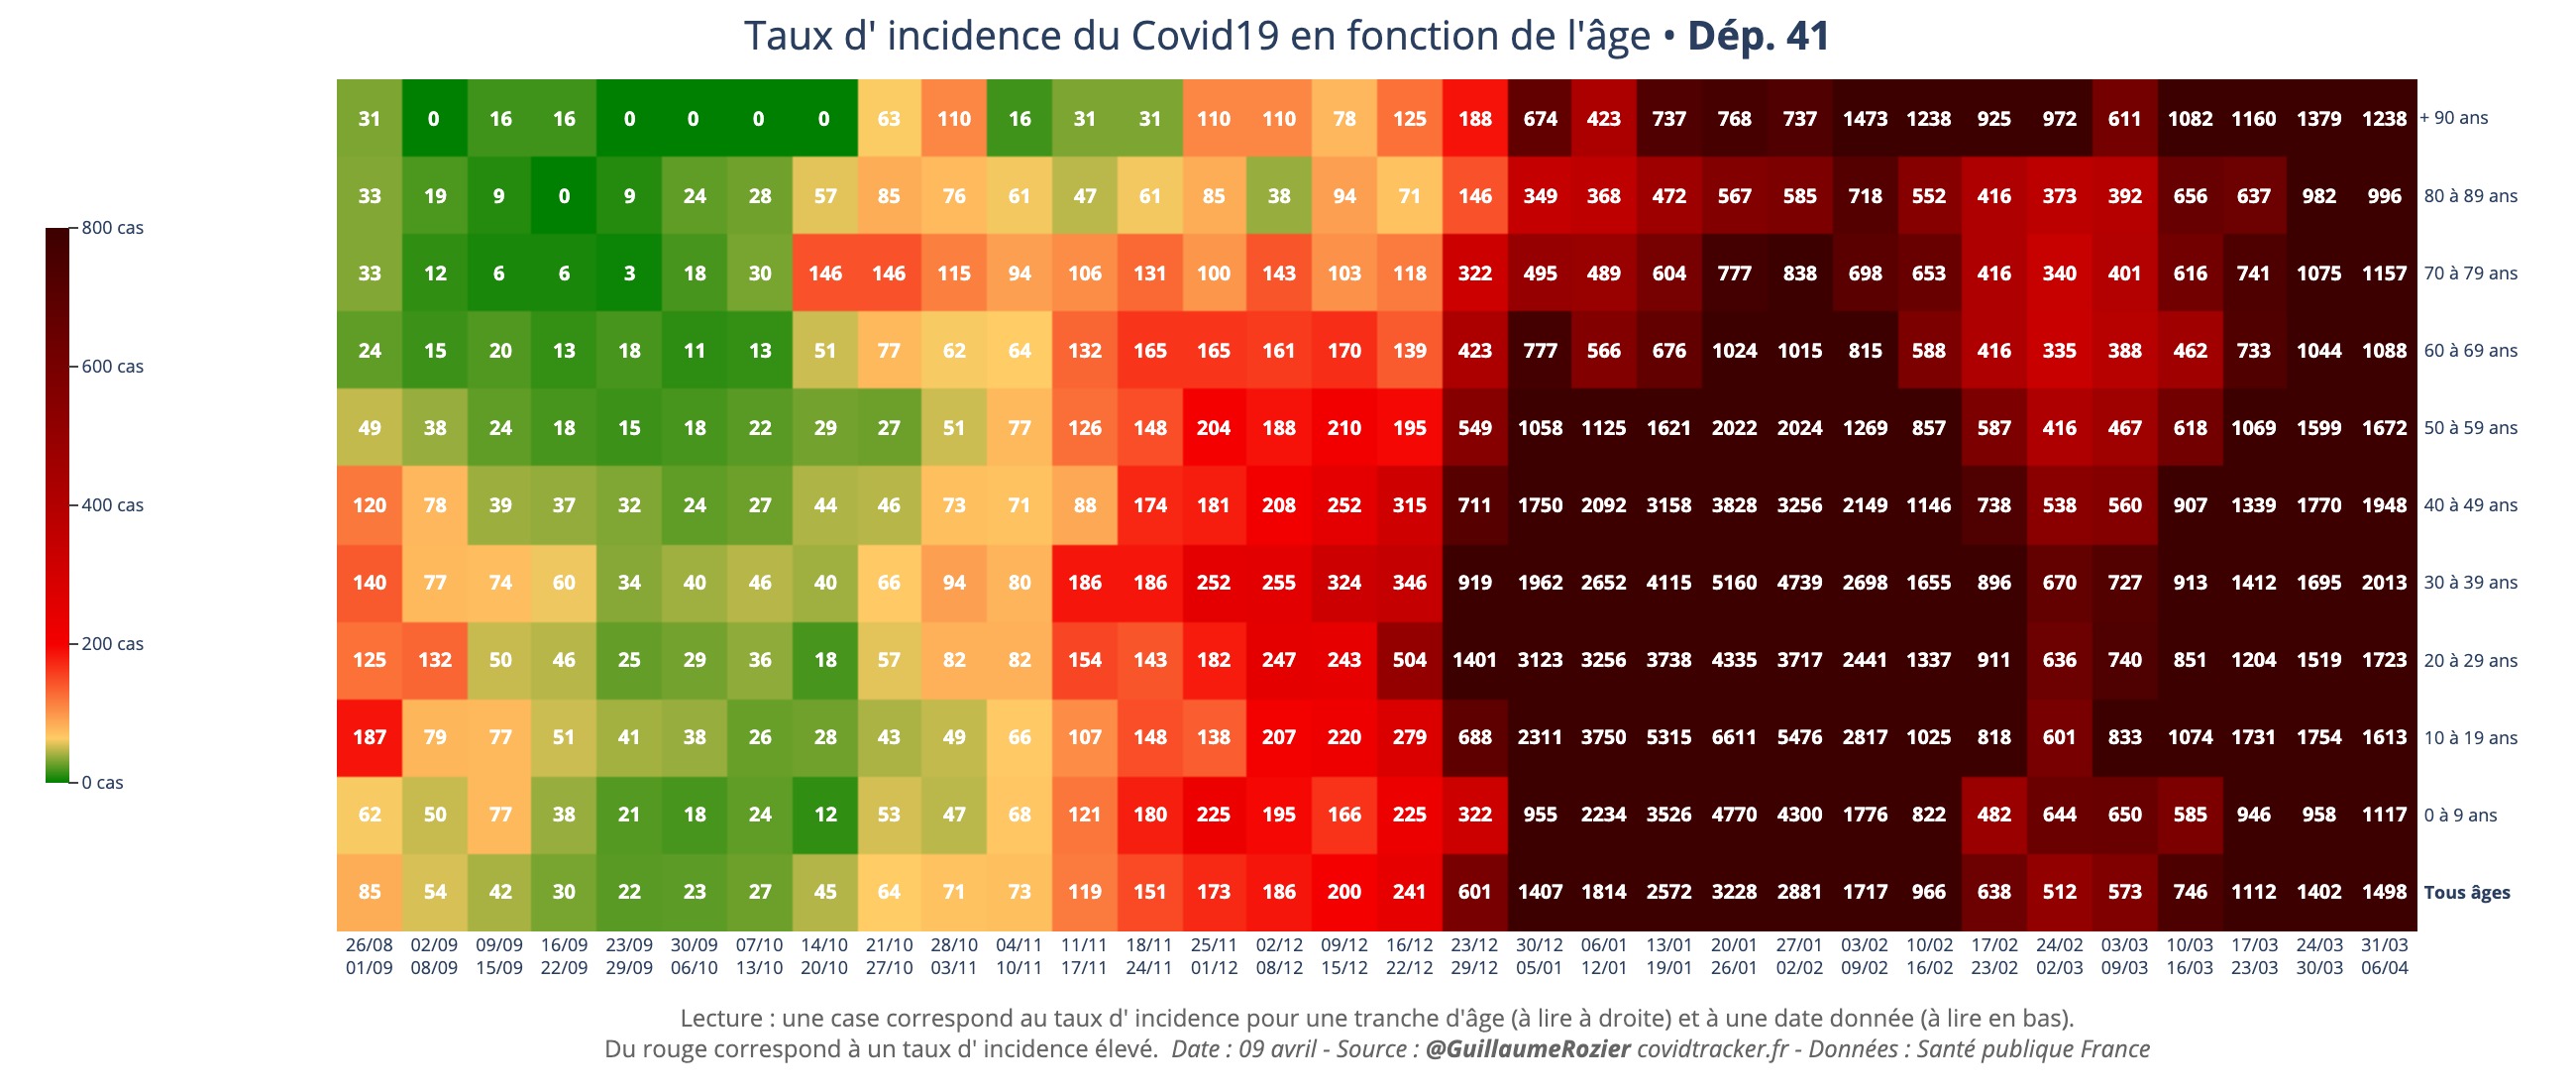 Taux d' incidence du Covid19 en fonction de l'âge • Dép. 41
800 cas
600 cas
400 cas
200 cas
0 cas
31 0 16 16 0 0 0 0 63 110 16 31 31 110 110 78 125 188 674 423 737 768 737 1473 1238 925 972 611 1082 1160 1379 1238 + 90 ans
33 19 9 0 9 24 28 57 85 76 61 47 61 85 38 94 71 146 349 368 472 567 585 718 552 416 373 392 656 637 982 996 80 à 89 ans
33 12 6 6 3 18 30 146 146 115 94 106 131 100 143 103 118 322 495 489 604 777 838 698 653 416 340 401 616 741 1075 1157 70 à 79 ans
24 15 20 13 18 11 13 51 77 62 64 132 165 165 161 170 139 423 777 566 676 1024 1015 815 588 416 335 388 462 733 1044 1088 60 à 69 ans
49 38 24 18 15 18 22 29 27 51 77 126 148 204 188 210 195 549 1058 1125 1621 2022 2024 1269 857 587 416 467 618 1069 1599 1672 50 à 59 ans
120 78 39 37 32 24 27 44 46 73 71 88 174 181 208 252 315 711 1750 2092 3158 3828 3256 2149 1146 738 538 560 907 1339 1770 1948 40 à 49 ans
140 77 74 60 34 40 46 40 66 94 80 186 186 252 255 324 346 919 1962 2652 4115 5160 4739 2698 1655 896 670 727 913 1412 1695 2013 30 à 39 ans
125 132 50 46 25 29 36 18 57 82 82 154 143 182 247 243 504 1401 3123 3256 3738 4335 3717 2441 1337 911 636 740 851 1204 1519 1723 20 à 29 ans
187 79 77 51 41 38 26 28 43 49 66 107 148 138 207 220 279 688 2311 3750 5315 6611 5476 2817 1025 818 601 833 1074 1731 1754 1613 10 à 19 ans
62 50 77 38 21 18 24 12 53 47 68 121 180 225 195 166 225 322 955 2234 3526 4770 4300 1776 822 482 644 650 585 946 958 1117 0 à 9 ans
85 54 42 30 22 23 27 45 64 71 73 119 151 173 186 200 241 601 1407 1814 2572 3228 2881 1717 966 638 512 573 746 1112 1402 1498 Tous âges
26/08 02/09 09/09 16/09 23/09 30/09 07/10 14/10 21/10 28/10 04/11 11/11 18/11 25/11 02/12 09/12 16/12 23/12 30/12 06/01 13/01 20/01 27/01 03/02 10/02 17/02 24/02 03/03 10/03 17/03 24/03 31/03
01/09 08/09 15/09 22/09 29/09 06/10 13/10 20/10 27/10 03/11 10/11 17/11 24/11 01/12 08/12 15/12 22/12 29/12 05/01 12/01 19/01 26/01 02/02 09/02 16/02 23/02 02/03 09/03 16/03 23/03 30/03 06/04
Lecture : une case correspond au taux d' incidence pour une tranche d'âge (à lire à droite) et à une date donnée (à lire en bas).
Du rouge correspond à un taux d' incidence élevé. Date : 09 avril - Source : @GuillaumeRozier covidtracker.fr - Données : Santé publique France